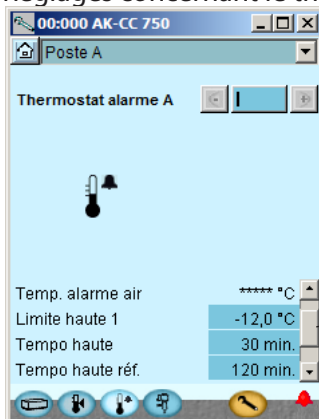 00:000 AK-CC 750
Poste A
Thermostat alarme A
I
Temp. alarme air ***** °C
Limite haute 1 -12,0 °C
Tempo haute 30 min.
Tempo haute réf. 120 min.